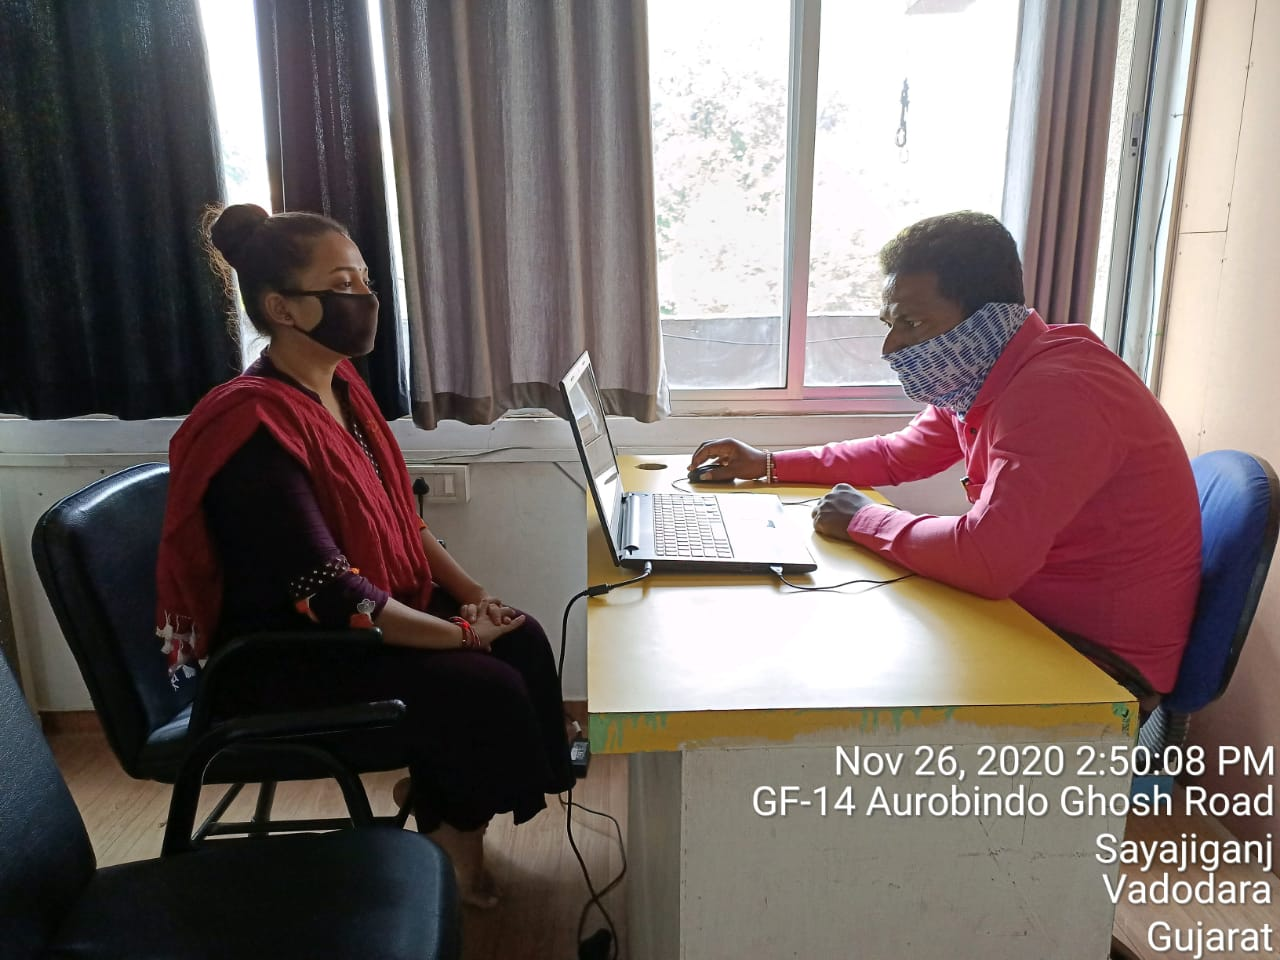 Nov 26, 2020 2:50:08 PM
GF-14 Aurobindo Ghosh Road
Sayajiganj
Vadodara
Gujarat